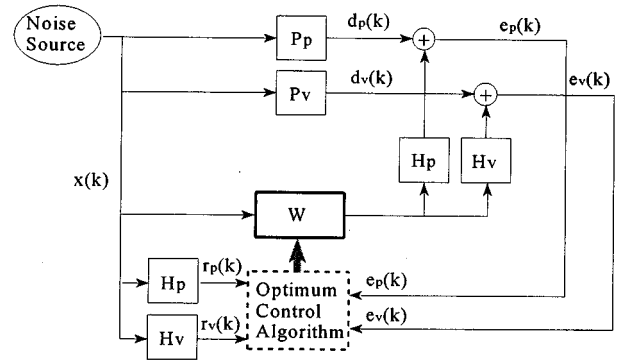 Noise
Source
Pp
dp(k)
+
ep(k)
Pv
dv(k)
+
ev(k)
Hp
Hv
x(k)
W
Hp
rp(k)
Optimum
Control
Algorithm
ep(k)
Hv
rv(k)
ev(k)